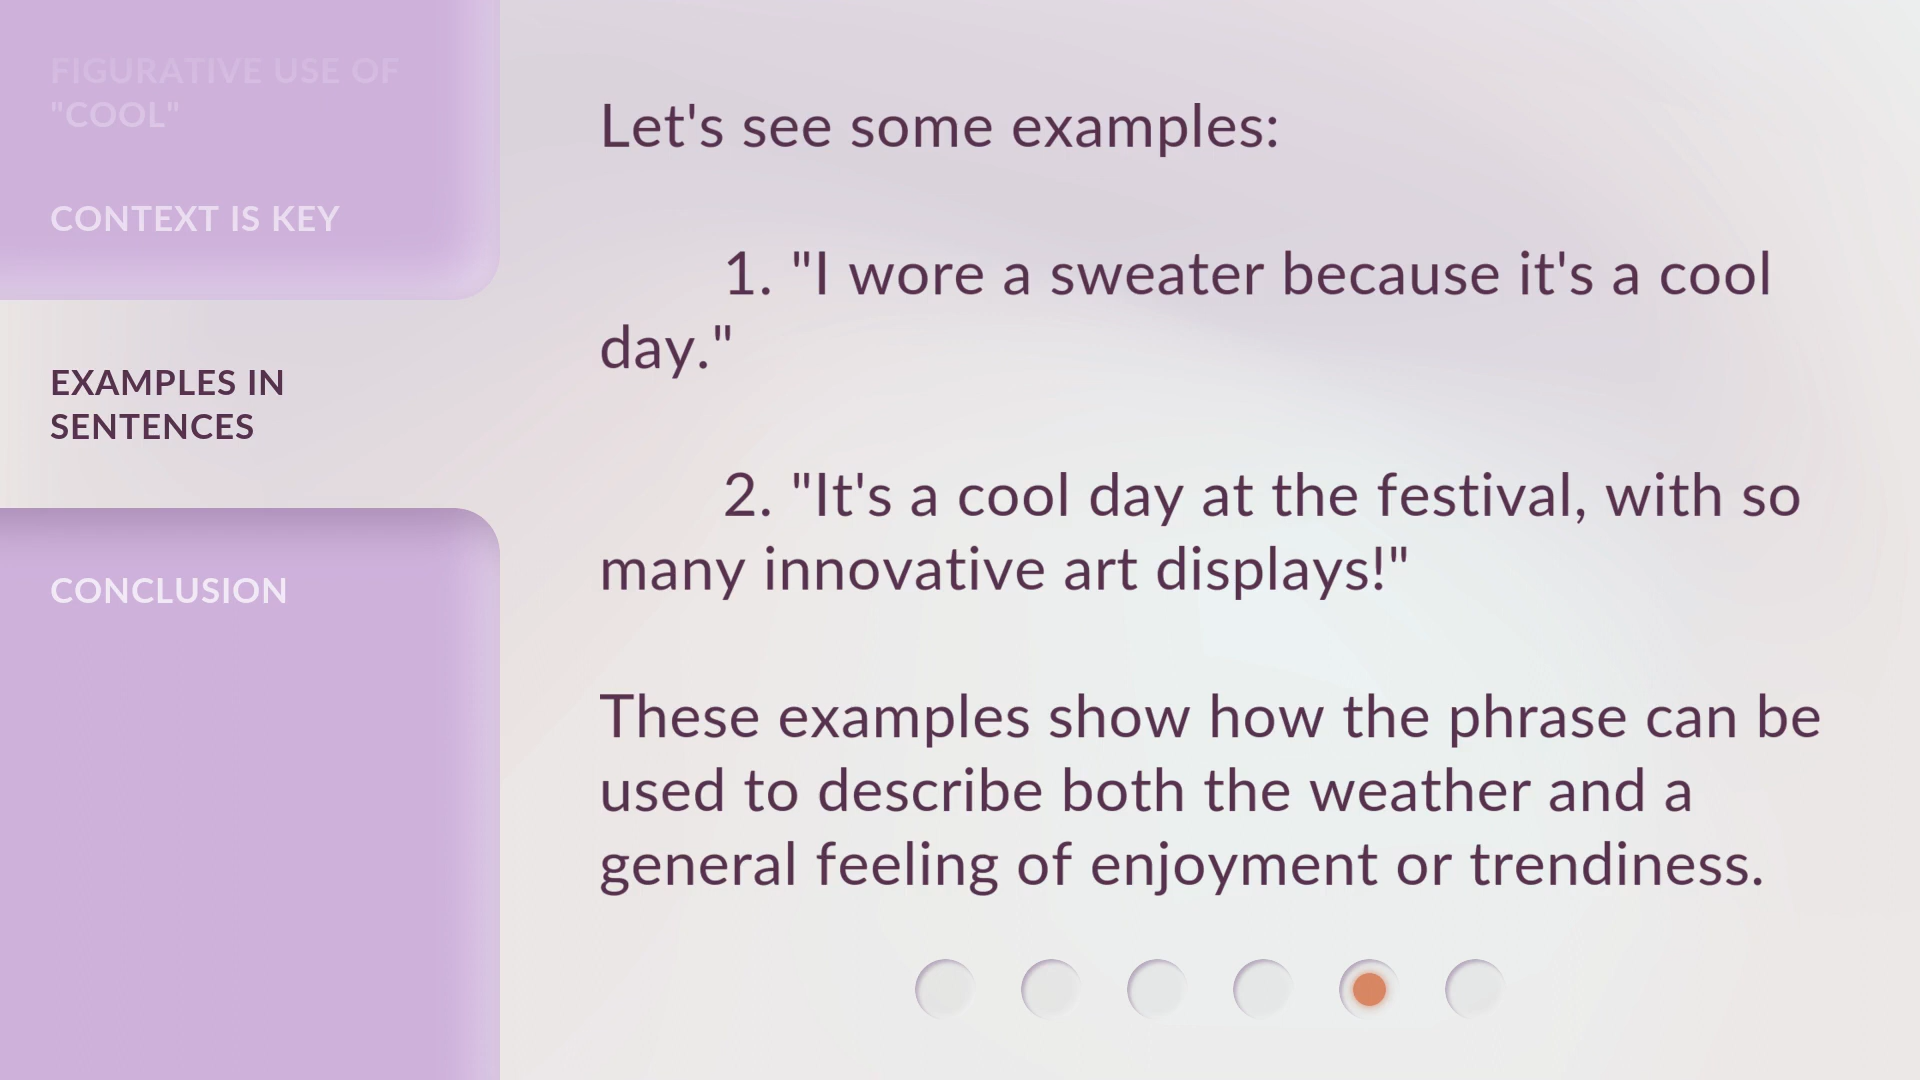 FIGURATIVE USE OF
"COOL"
CONTEXT IS KEY
EXAMPLES IN
SENTENCES
CONCLUSION
Let's see some examples:
1. "I wore a sweater because it's a cool
day."
2. "It's a cool day at the festival, with so
many innovative art displays!"
These examples show how the phrase can be
used to describe both the weather and a
general feeling of enjoyment or trendiness.